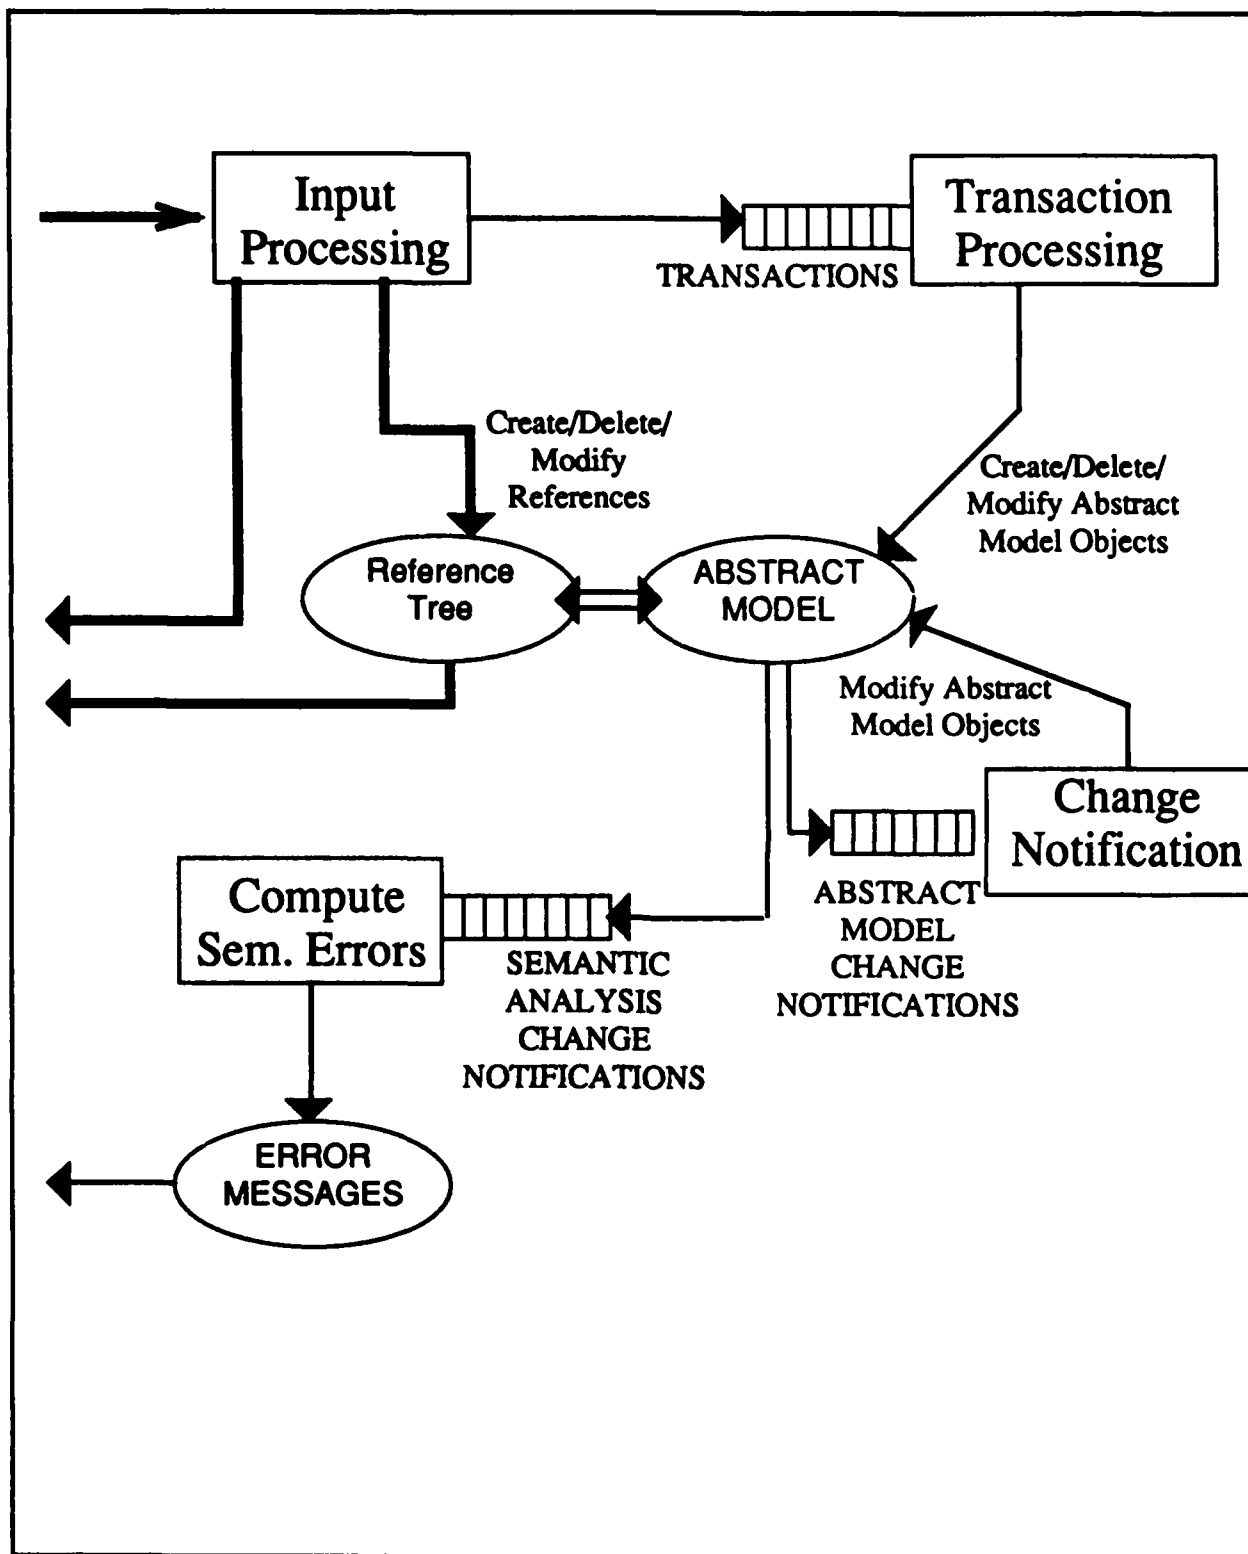 Input
Processing
Transaction
Processing
TRANSACTIONS
Create/Delete/
Modify
References
Create/Delete/
Modify Abstract
Model Objects
Reference
Tree
ABSTRACT
MODEL
Modify Abstract
Model Objects
Change
Notification
ABSTRACT
MODEL
CHANGE
NOTIFICATIONS
Compute
Sem. Errors
SEMANTIC
ANALYSIS
CHANGE
NOTIFICATIONS
ERROR
MESSAGES